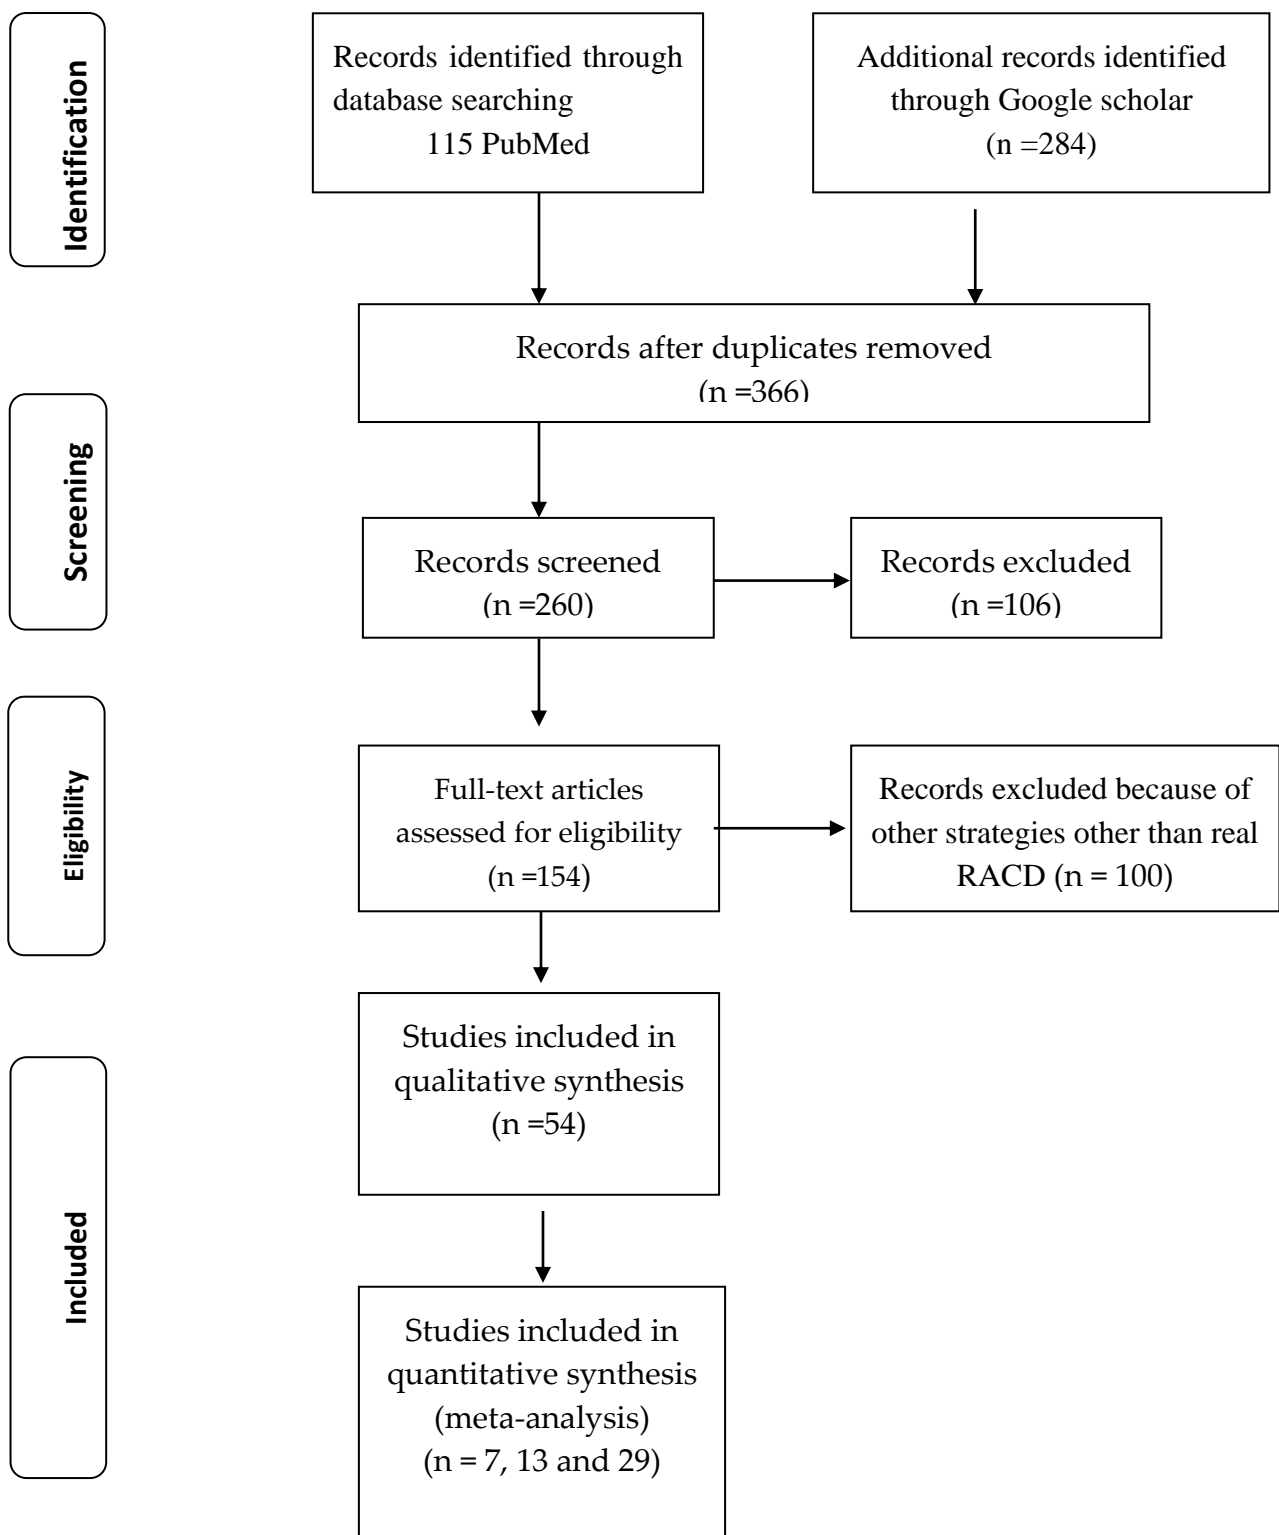 Identification
Records identified through
database searching
115 PubMed
Additional records identified
through Google scholar
(n =284)
Records after duplicates removed
(n =366)
Screening
Records screened
(n =260)
Records excluded
(n =106)
Eligibility
Full-text articles
assessed for eligibility
(n =154)
Records excluded because of
other strategies other than real
RACD (n = 100)
Included
Studies included in
qualitative synthesis
(n =54)
Studies included in
quantitative synthesis
(meta-analysis)
(n = 7, 13 and 29)